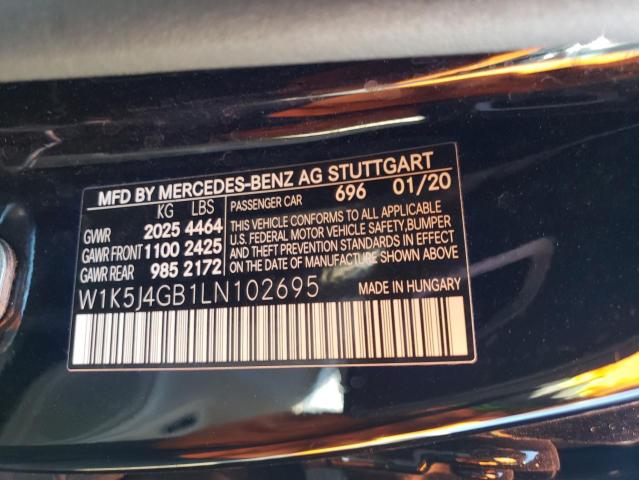 MFD BY MERCEDES-BENZ AG STUTTGART
KG LBS
PASSENGER CAR 696 01/20
GVWR 2025 4464
GAWR FRONT 1100 2425
GAWR REAR 985 2172
THIS VEHICLE CONFORMS TO ALL APPLICABLE
U.S. FEDERAL MOTOR VEHICLE SAFETY,BUMPER
AND THEFT PREVENTION STANDARDS IN EFFECT
ON THE DATE OF MANUFACTURE SHOWN ABOVE
W1K5J4GB1LN102695
MADE IN HUNGARY